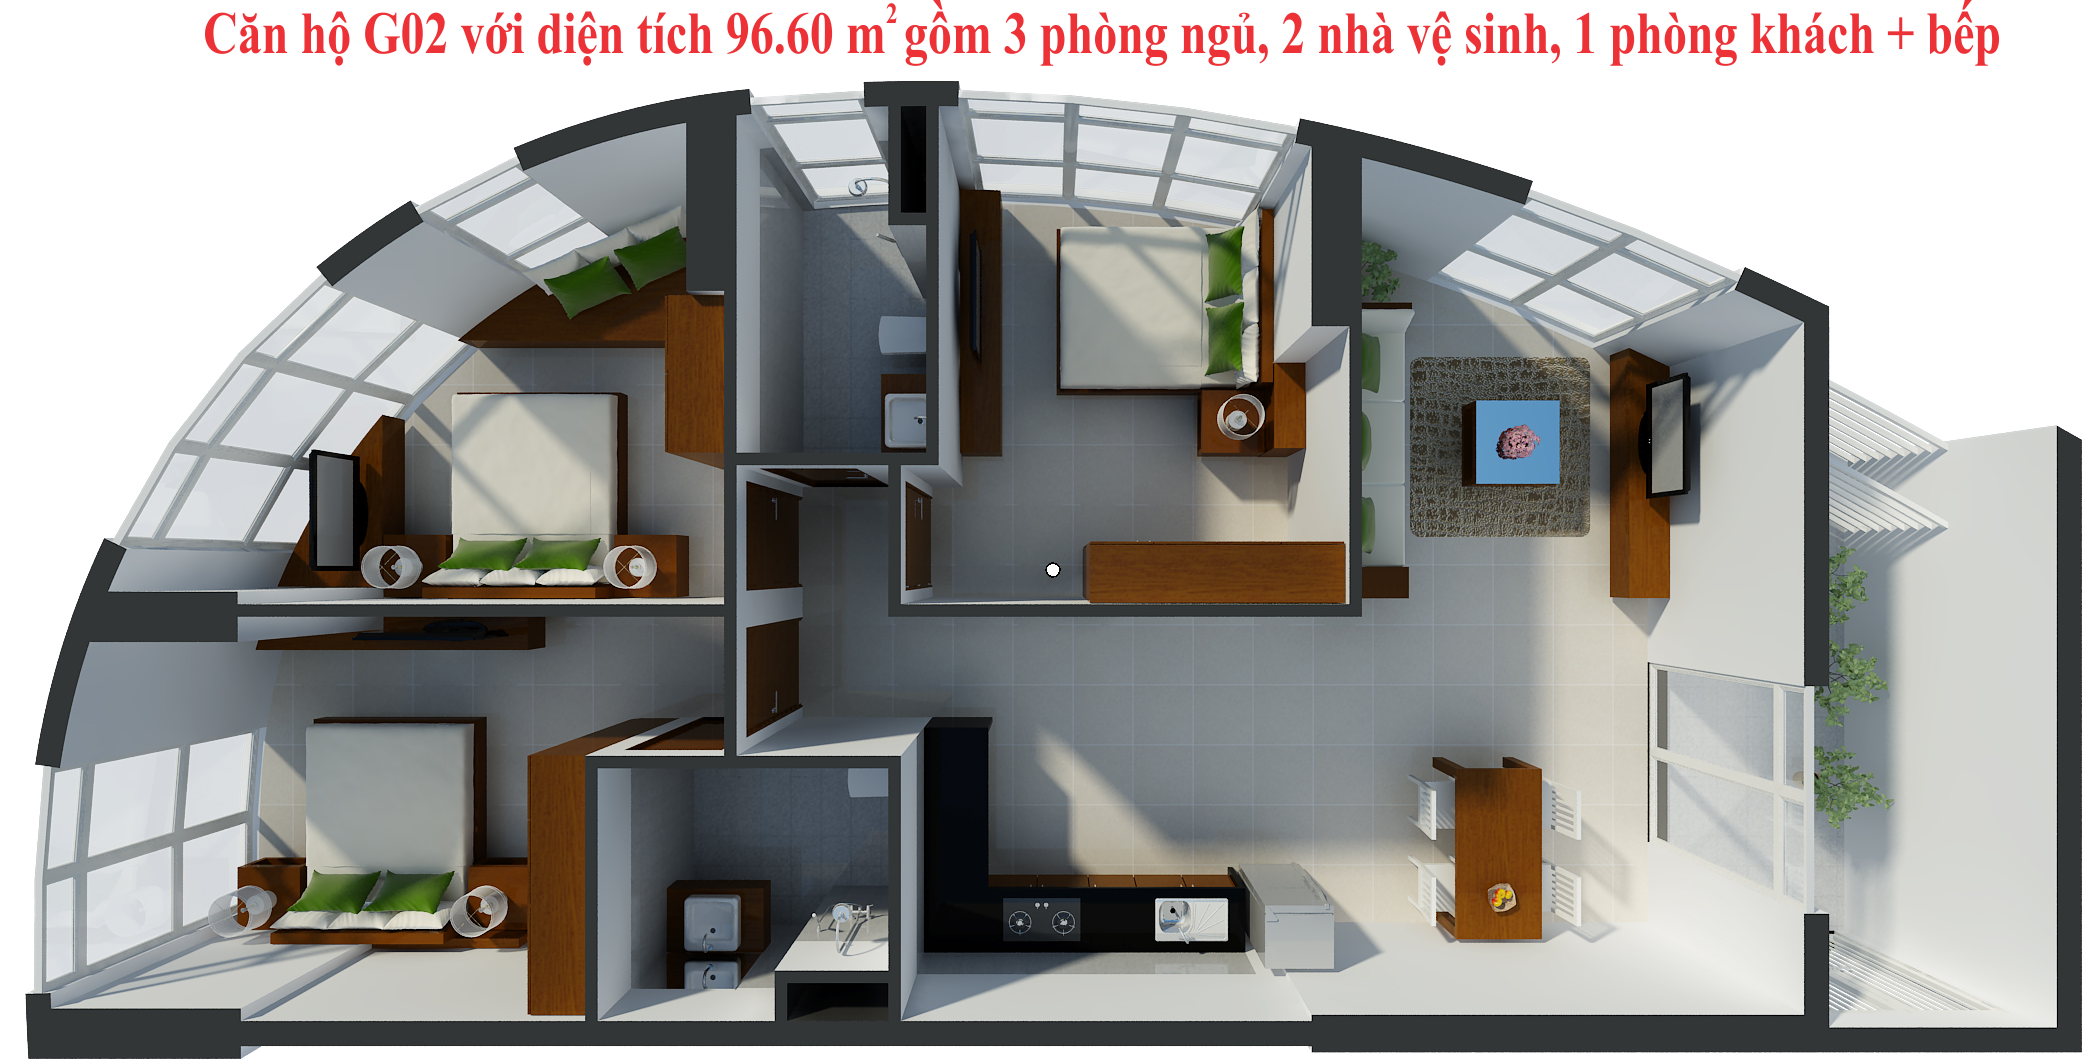 Căn hộ G02 với diện tích 96.60 m² gồm 3 phòng ngủ, 2 nhà vệ sinh, 1 phòng khách + bếp